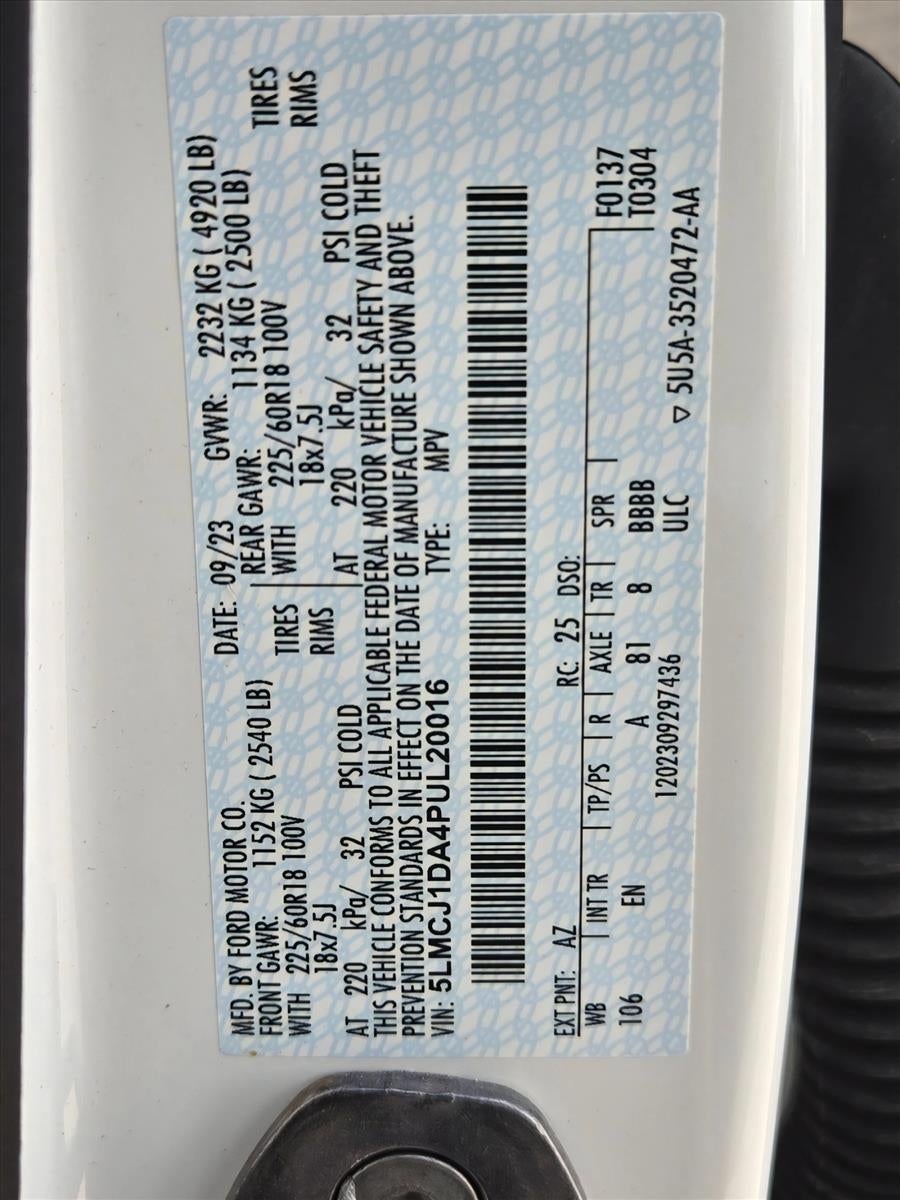 MFD. BY FORD MOTOR CO. DATE: 09/23 GVWR: 2232 KG ( 4920 LB)
FRONT GAWR: 1152 KG ( 2540 LB) REAR GAWR: 1134 KG ( 2500 LB)
WITH 225/60R18 100V TIRES WITH 225/60R18 100V TIRES
18x7.5J RIMS 18x7.5J RIMS
AT 220 kPa/ 32 PSI COLD AT 220 kPa/ 32 PSI COLD
THIS VEHICLE CONFORMS TO ALL APPLICABLE FEDERAL MOTOR VEHICLE SAFETY AND THEFT
PREVENTION STANDARDS IN EFFECT ON THE DATE OF MANUFACTURE SHOWN ABOVE.
VIN: 5LMCJ1DA4PUL20016 TYPE: MPV
EXT PNT: AZ RC: 25 DSO:
WB INT TR TP/PS R AXLE TR SPR F0137
106 EN A 81 8 BBBB T0304
120230929​7436 ULC ▽ 5U5A-3520472-AA